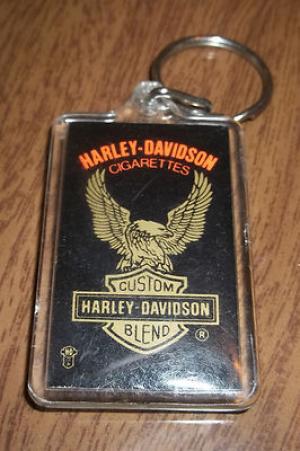 HARLEY-DAVIDSON
CIGARETTES
CUSTOM
HARLEY-DAVIDSON
BLEND
®